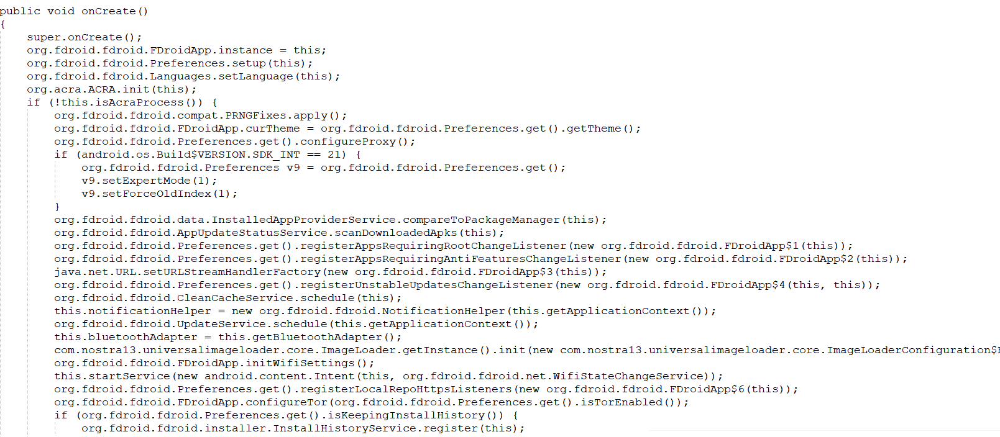 public void onCreate()
{
super.onCreate();
org.fdroid.fdroid.FDroidApp.instance = this;
org.fdroid.fdroid.Preferences.setup(this);
org.fdroid.fdroid.Languages.setLanguage(this);
org.acra.ACRA.init(this);
if (!this.isAcraProcess()) {
org.fdroid.fdroid.compat.PRNGFixes.apply();
org.fdroid.fdroid.FDroidApp.curTheme = org.fdroid.fdroid.Preferences.get().getTheme();
org.fdroid.fdroid.Preferences.get().configureProxy();
if (android.os.Build$VERSION.SDK_INT == 21) {
org.fdroid.fdroid.Preferences v9 = org.fdroid.fdroid.Preferences.get();
v9.setExpertMode(1);
v9.setForceOldIndex(1);
}
org.fdroid.fdroid.data.InstalledAppProviderService.compareToPackageManager(this);
org.fdroid.fdroid.AppUpdateStatusService.scanDownloadedApks(this);
org.fdroid.fdroid.Preferences.get().registerAppsRequiringRootChangeListener(new org.fdroid.fdroid.FDroidApp$1(this));
org.fdroid.fdroid.Preferences.get().registerAppsRequiringAntiFeaturesChangeListener(new org.fdroid.fdroid.FDroidApp$2(this));
java.net.URL.setURLStreamHandlerFactory(new org.fdroid.fdroid.FDroidApp$3(this));
org.fdroid.fdroid.Preferences.get().registerUnstableUpdatesChangeListener(new org.fdroid.fdroid.FDroidApp$4(this, this));
org.fdroid.fdroid.CleanCacheService.schedule(this);
this.notificationHelper = new org.fdroid.fdroid.NotificationHelper(this.getApplicationContext());
org.fdroid.fdroid.UpdateService.schedule(this.getApplicationContext());
this.bluetoothAdapter = this.getBluetoothAdapter();
com.nostra13.universalimageloader.core.ImageLoader.getInstance().init(new com.nostra13.universalimageloader.core.ImageLoaderConfiguration$
org.fdroid.fdroid.FDroidApp.initWifiSettings();
this.startService(new android.content.Intent(this, org.fdroid.fdroid.net.WifiStateChangeService));
org.fdroid.fdroid.Preferences.get().registerLocalRepoHttpsListeners(new org.fdroid.fdroid.FDroidApp$6(this));
org.fdroid.fdroid.FDroidApp.configureTor(org.fdroid.fdroid.Preferences.get().isTorEnabled());
if (org.fdroid.fdroid.Preferences.get().isKeepingInstallHistory()) {
org.fdroid.fdroid.installer.InstallHistoryService.register(this);